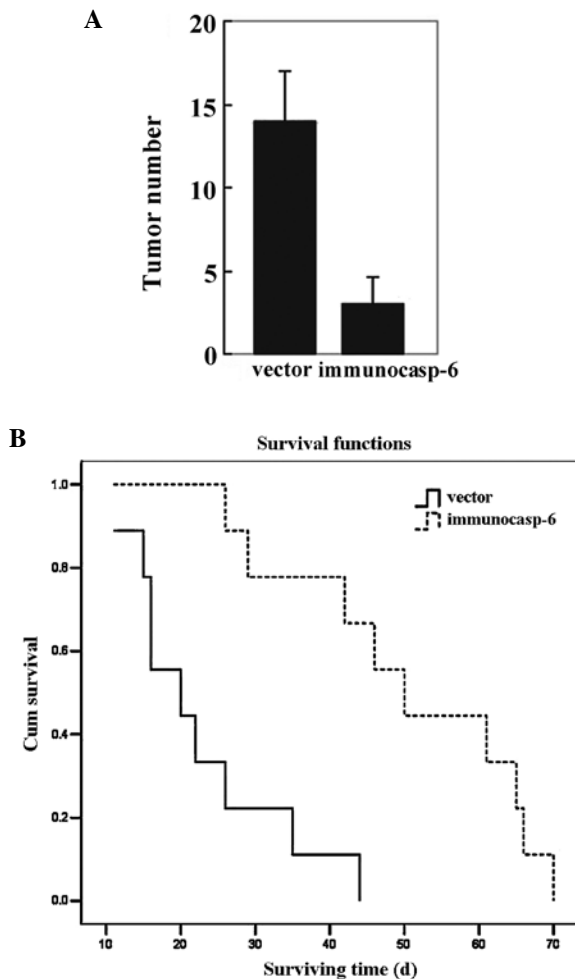 A
Tumor number
20
15
10
5
0
vector immunocasp-6
B
Survival functions
Cum survival
1.0
0.8
0.6
0.4
0.2
0.0
vector
immunocasp-6
10 20 30 40 50 60 70
Surviving time (d)